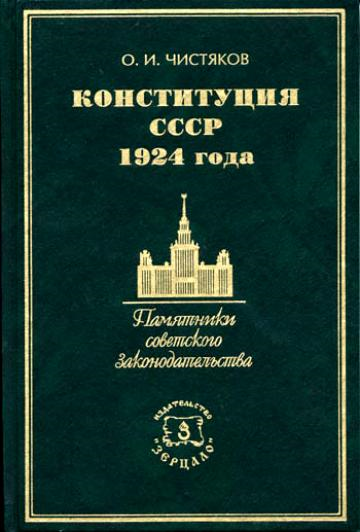 О. И. ЧИСТЯКОВ
КОНСТИТУЦИЯ
СССР
1924 года
Памятники
советского
законодательства
ИЗДАТЕЛЬСТВО
З
"ЗЕРЦАЛО"